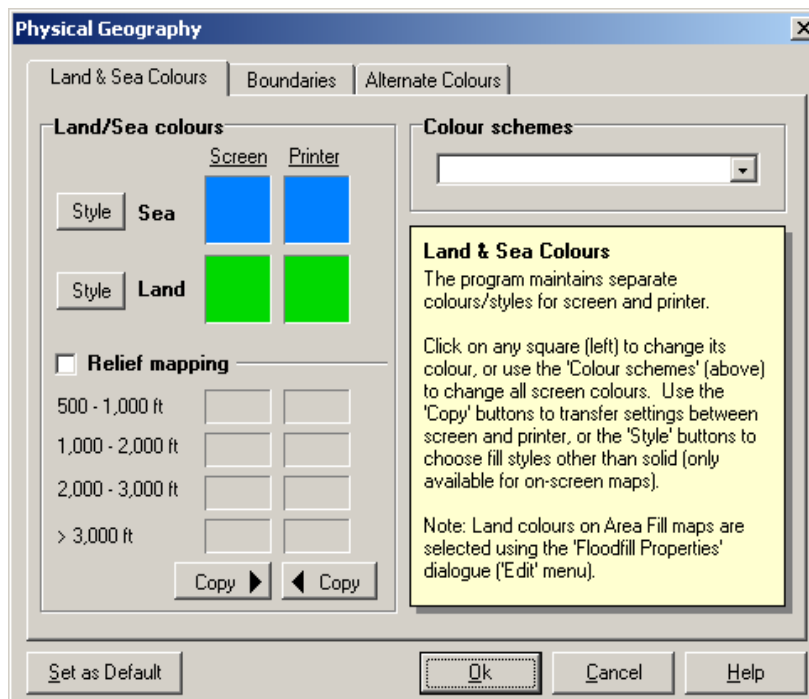 Physical Geography
Land & Sea Colours Boundaries Alternate Colours
Land/Sea colours
Screen Printer
Style Sea
Style Land
Relief mapping
500 - 1,000 ft
1,000 - 2,000 ft
2,000 - 3,000 ft
> 3,000 ft
Copy Copy
Colour schemes
Land & Sea Colours
The program maintains separate
colours/styles for screen and printer.
Click on any square (left) to change its
colour, or use the 'Colour schemes' (above)
to change all screen colours. Use the
'Copy' buttons to transfer settings between
screen and printer, or the 'Style' buttons to
choose fill styles other than solid (only
available for on-screen maps).
Note: Land colours on Area Fill maps are
selected using the 'Floodfill Properties'
dialogue ('Edit' menu).
Set as Default Ok Cancel Help